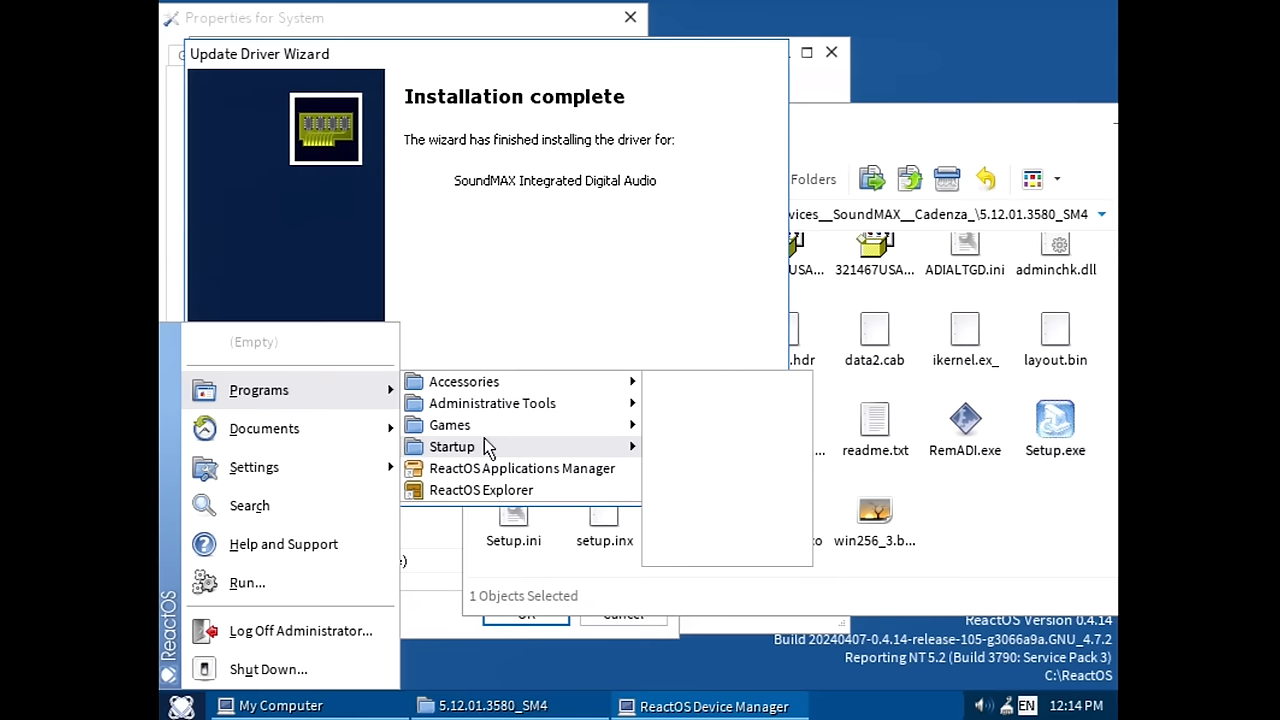 Properties for System
Update Driver Wizard
Installation complete
The wizard has finished installing the driver for:
SoundMAX Integrated Digital Audio
Folders
vices__SoundMAX__Cadenza_\5.12.01.3580_SM4
USA...
321467USA...
ADIALTGD.ini
adminchk.dll
.hdr
data2.cab
ikernel.ex_
layout.bin
...
readme.txt
RemADI.exe
Setup.exe
Setup.ini
setup.inx
win256_3.b...
1 Objects Selected
(Empty)
Programs
Documents
Settings
Search
Help and Support
Run...
Log Off Administrator...
Shut Down...
ReactOS
Accessories
Administrative Tools
Games
Startup
ReactOS Applications Manager
ReactOS Explorer
OK
Cancel
ReactOS Version 0.4.14
Build 20240407-0.4.14-release-105-g3066a9a.GNU_4.7.2
Reporting NT 5.2 (Build 3790: Service Pack 3)
C:\ReactOS
My Computer
5.12.01.3580_SM4
ReactOS Device Manager
EN
12:14 PM